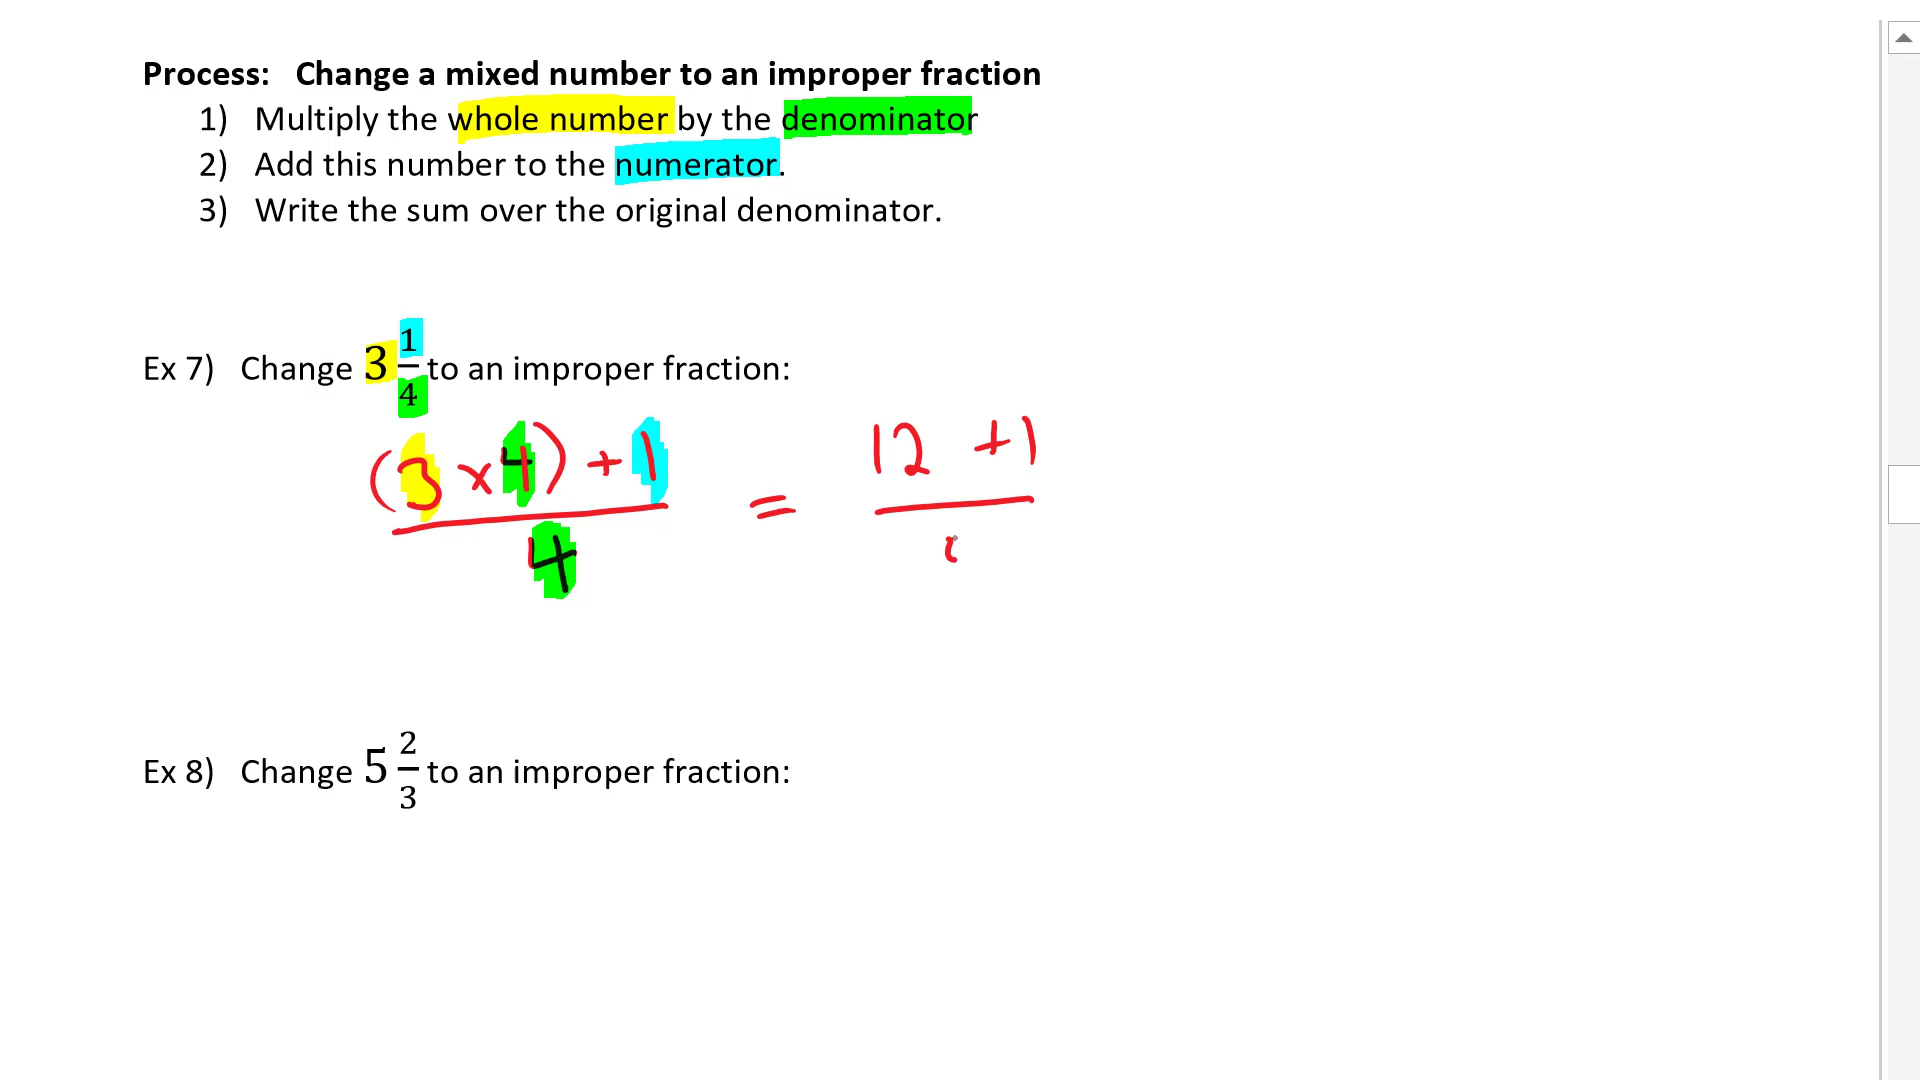 Process: Change a mixed number to an improper fraction
1) Multiply the whole number by the denominator
2) Add this number to the numerator.
3) Write the sum over the original denominator.
Ex 7) Change 3 1/4 to an improper fraction:
(3 x 4) + 1 = 12 + 1
4
Ex 8) Change 5 2/3 to an improper fraction: